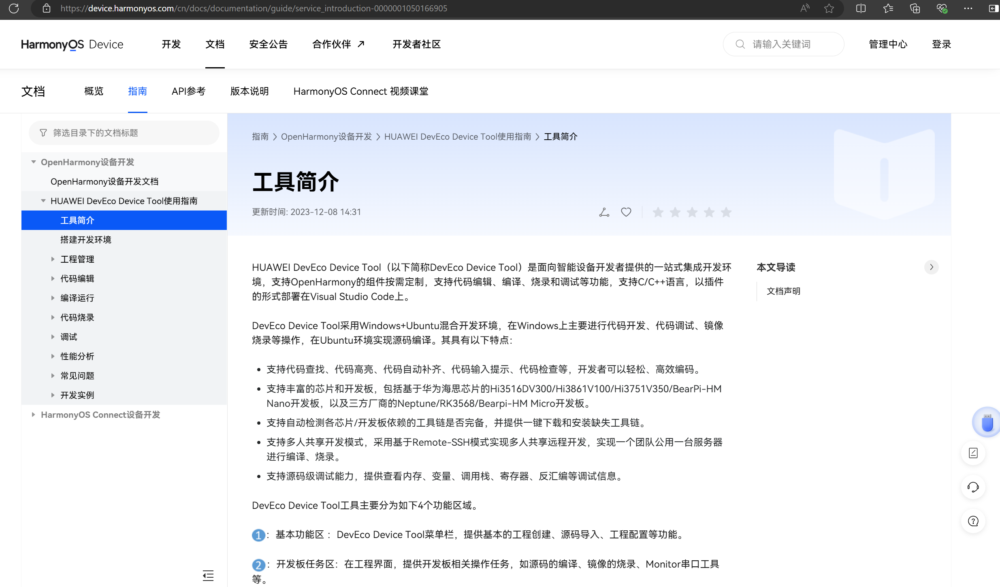 https://device.harmonyos.com/cn/docs/documentation/guide/service_introduction-0000001050166905
HarmonyOS Device
开发
文档
安全公告
合作伙伴
开发者社区
请输入关键词
管理中心
登录
文档
概览
指南
API参考
版本说明
HarmonyOS Connect 视频课堂
筛选目录下的文档标题
OpenHarmony设备开发
OpenHarmony设备开发文档
HUAWEI DevEco Device Tool使用指南
工具简介
搭建开发环境
工程管理
代码编辑
编译运行
代码烧录
调试
性能分析
常见问题
开发实例
HarmonyOS Connect设备开发
指南 > OpenHarmony设备开发 > HUAWEI DevEco Device Tool使用指南 > 工具简介
工具简介
更新时间: 2023-12-08 14:31
HUAWEI DevEco Device Tool（以下简称DevEco Device Tool）是面向智能设备开发者提供的一站式集成开发环
境，支持OpenHarmony的组件按需定制，支持代码编辑、编译、烧录和调试等功能，支持C/C++语言，以插件
的形式部署在Visual Studio Code上。
DevEco Device Tool采用Windows+Ubuntu混合开发环境，在Windows上主要进行代码开发、代码调试、镜像
烧录等操作，在Ubuntu环境实现源码编译。其具有以下特点：
• 支持代码查找、代码高亮、代码自动补齐、代码输入提示、代码检查等，开发者可以轻松、高效编码。
• 支持丰富的芯片和开发板，包括基于华为海思芯片的Hi3516DV300/Hi3861V100/Hi3751V350/BearPi-HM
Nano开发板，以及三方厂商的Neptune/RK3568/Bearpi-HM Micro开发板。
• 支持自动检测各芯片/开发板依赖的工具链是否完备，并提供一键下载和安装缺失工具链。
• 支持多人共享开发模式，采用基于Remote-SSH模式实现多人共享远程开发，实现一个团队公用一台服务器
进行编译、烧录。
• 支持源码级调试能力，提供查看内存、变量、调用栈、寄存器、反汇编等调试信息。
DevEco Device Tool工具主要分为如下4个功能区域。
1：基本功能区 ：DevEco Device Tool菜单栏，提供基本的工程创建、源码导入、工程配置等功能。
2：开发板任务区：在工程界面，提供开发板相关操作任务，如源码的编译、镜像的烧录、Monitor串口工具
等。
本文导读
文档声明